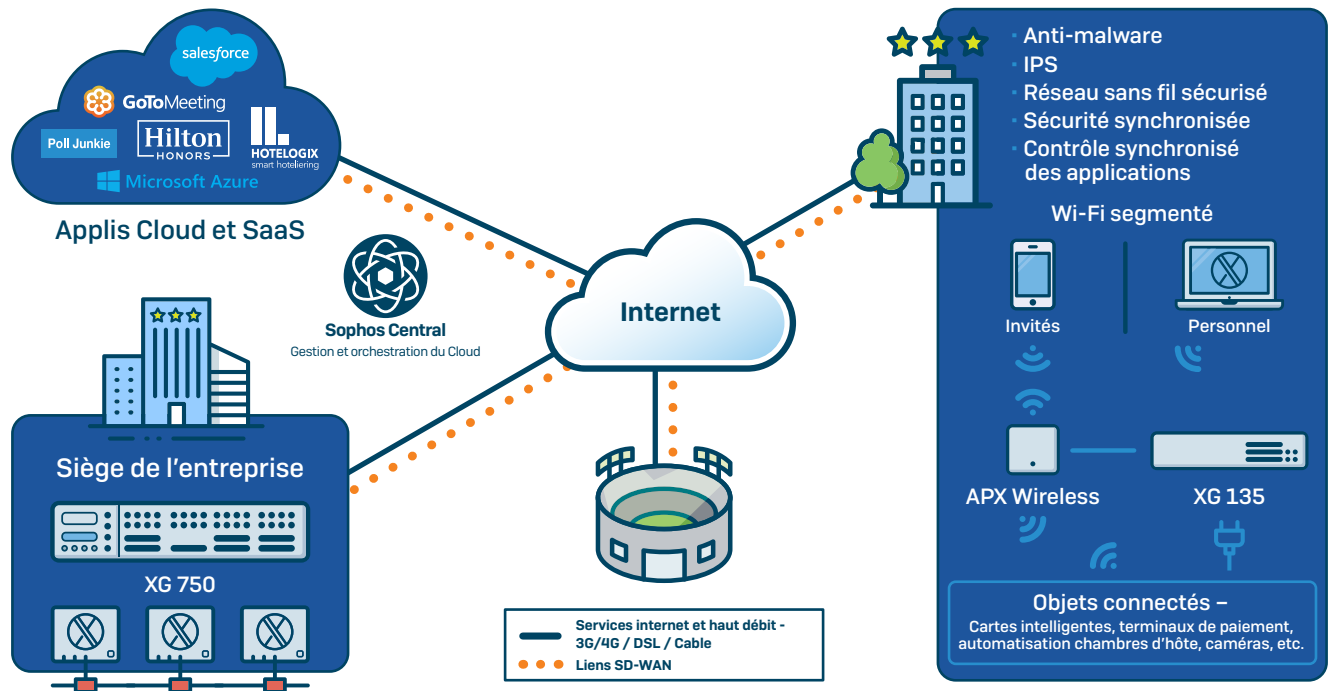 salesforce
GoToMeeting
Poll Junkie
Hilton
HONORS
HOTELOGIX
smart hoteliering
Microsoft Azure
Applis Cloud et SaaS
Sophos Central
Gestion et orchestration du Cloud
Internet
Siège de l'entreprise
XG 750
Services internet et haut débit -
3G/4G / DSL / Cable
Liens SD-WAN
· Anti-malware
· IPS
· Réseau sans fil sécurisé
· Sécurité synchronisée
· Contrôle synchronisé
des applications
Wi-Fi segmenté
Invités
Personnel
APX Wireless
XG 135
Objets connectés –
Cartes intelligentes, terminaux de paiement,
automatisation chambres d'hôte, caméras, etc.